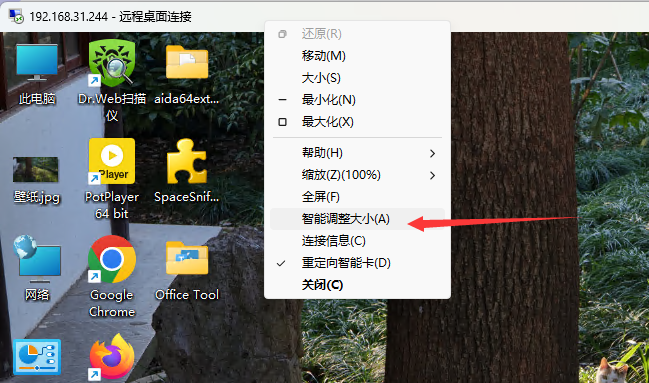 192.168.31.244 - 远程桌面连接
还原(R)
移动(M)
大小(S)
最小化(N)
最大化(X)
帮助(H)
缩放(Z)(100%)
全屏(F)
智能调整大小(A)
连接信息(C)
重定向智能卡(D)
关闭(C)
此电脑
Dr.Web扫描
仪
aida64ext...
壁纸.jpg
Player
PotPlayer
64 bit
SpaceSnif...
网络
Google
Chrome
Office Tool